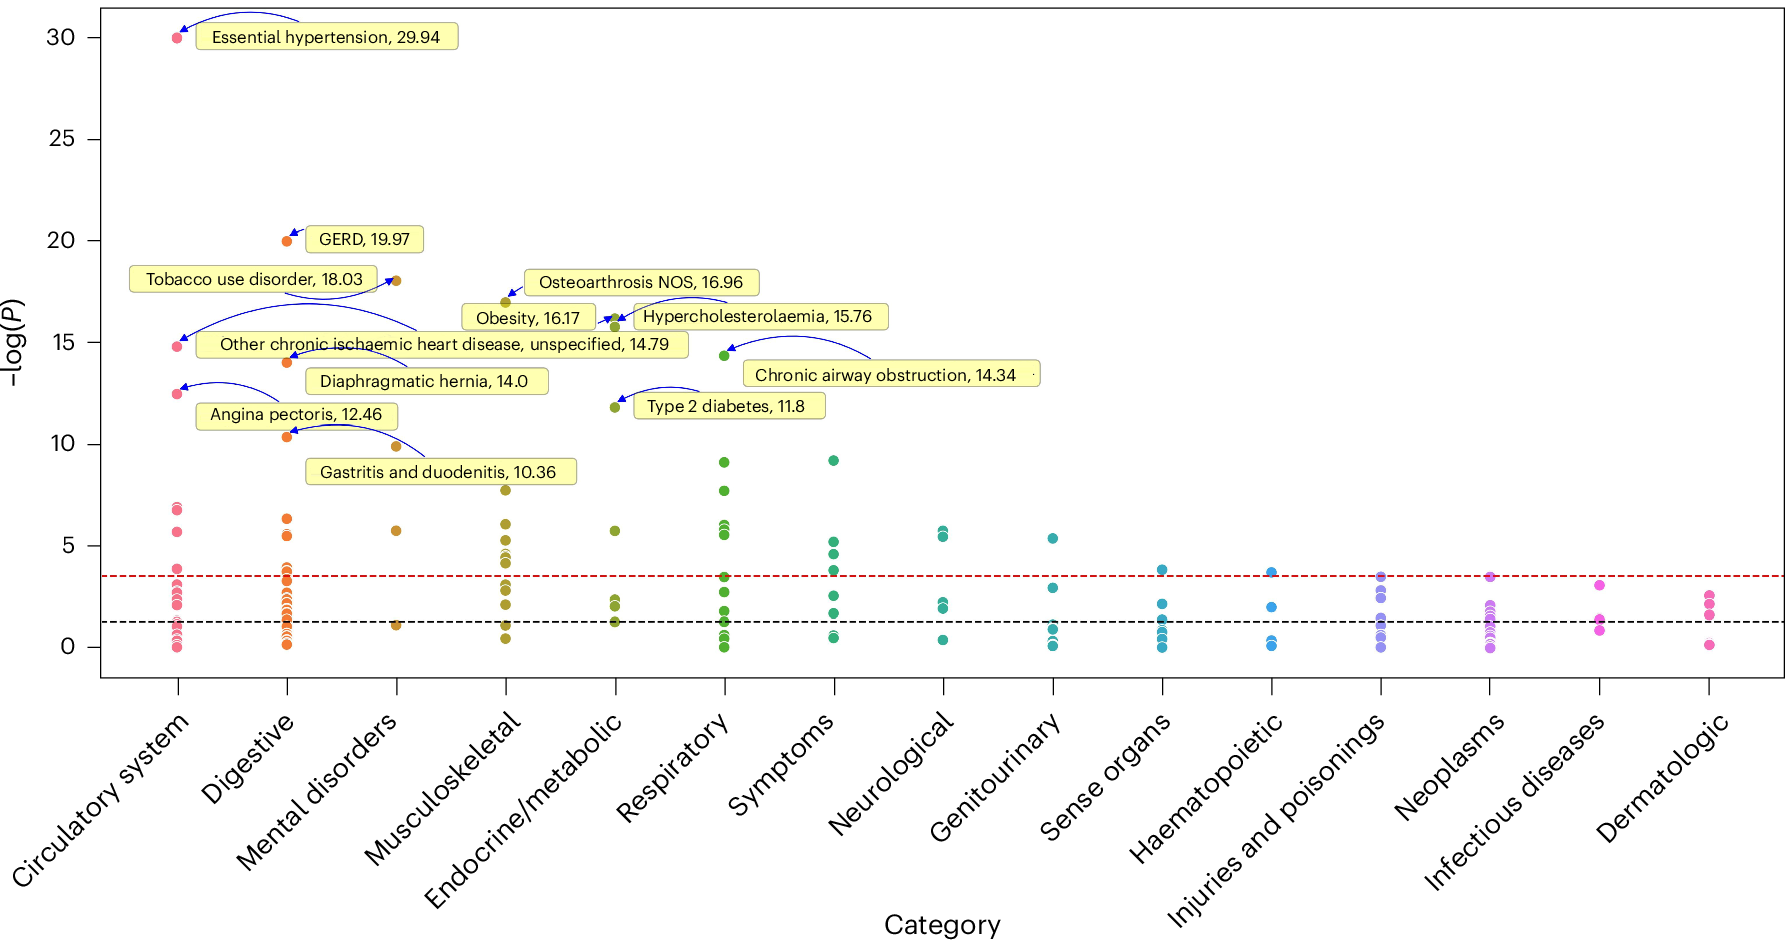 30
Essential hypertension, 29.94
25
20
GERD, 19.97
Tobacco use disorder, 18.03
Osteoarthrosis NOS, 16.96
Obesity, 16.17
Hypercholesterolaemia, 15.76
15
Other chronic ischaemic heart disease, unspecified, 14.79
Chronic airway obstruction, 14.34
Diaphragmatic hernia, 14.0
Type 2 diabetes, 11.8
Angina pectoris, 12.46
10
Gastritis and duodenitis, 10.36
5
0
–log(P)
Circulatory system
Digestive
Mental disorders
Musculoskeletal
Endocrine/metabolic
Respiratory
Symptoms
Neurological
Genitourinary
Sense organs
Haematopoietic
Injuries and poisonings
Neoplasms
Infectious diseases
Dermatologic
Category